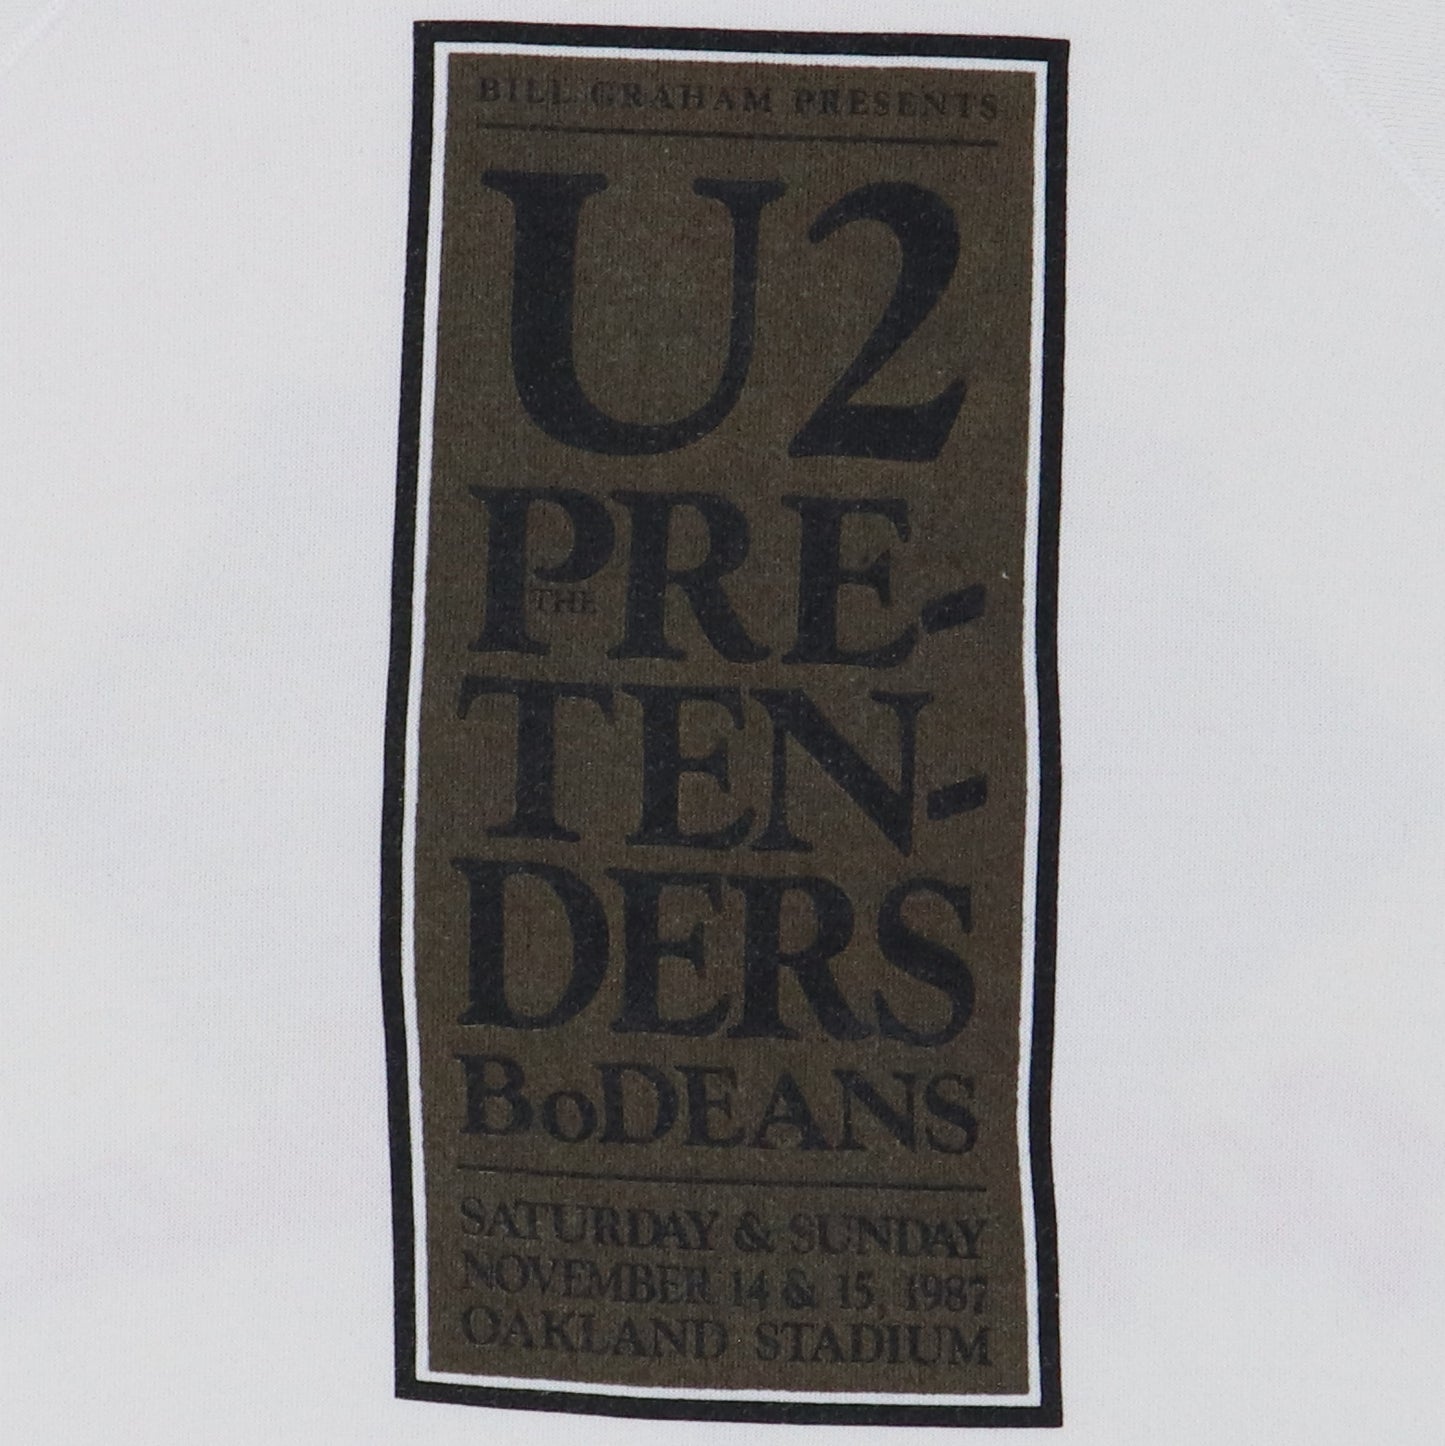 BILL GRAHAM PRESENTS
U2
THE
PRE-
TEN-
DERS
BoDEANS
SATURDAY & SUNDAY
NOVEMBER 14 & 15, 1987
OAKLAND STADIUM